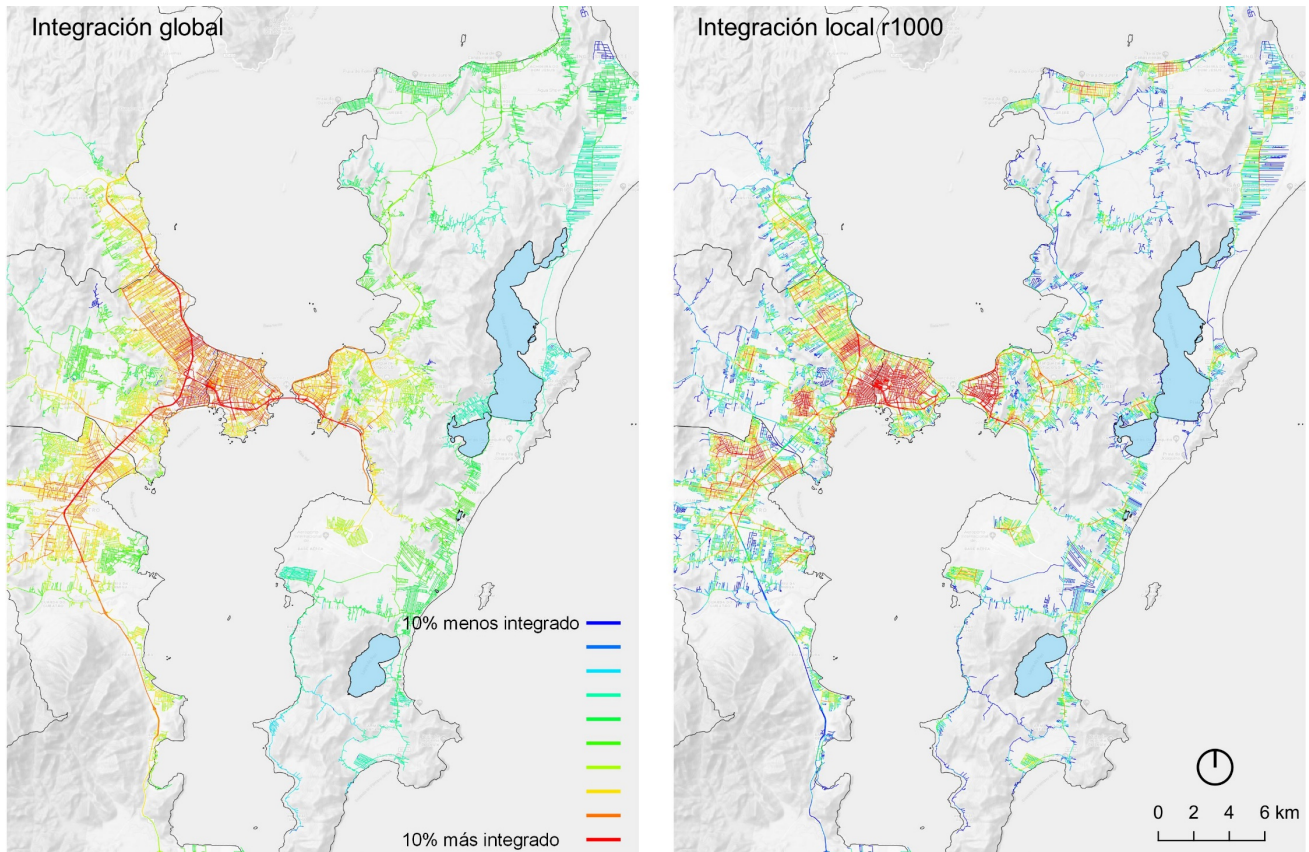 Integración global
10% menos integrado
10% más integrado
Integración local r1000
0 2 4 6 km